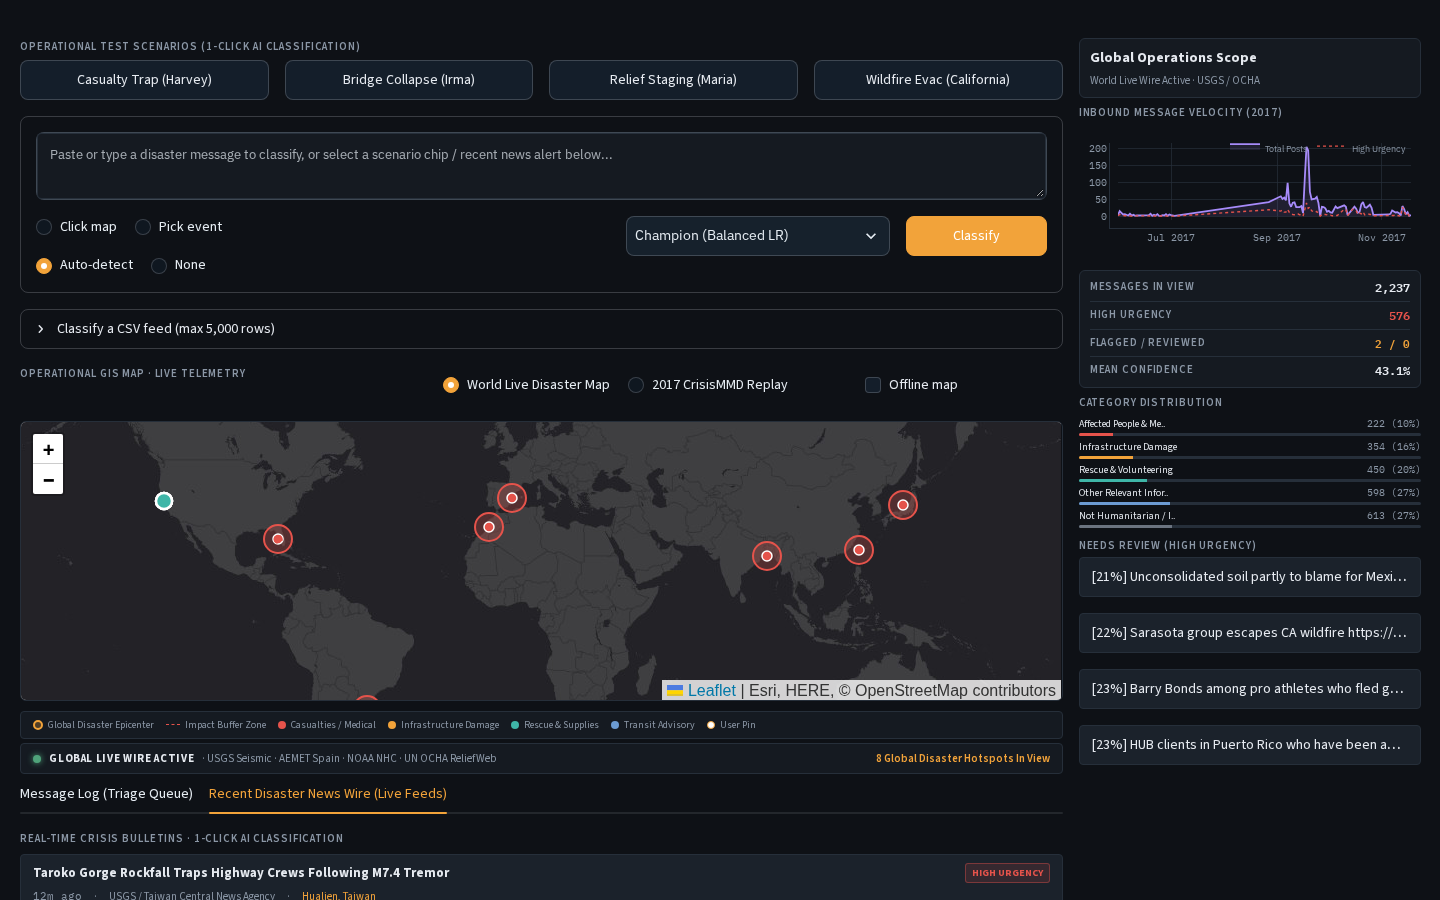 OPERATIONAL TEST SCENARIOS (1-CLICK AI CLASSIFICATION)
Casualty Trap (Harvey)
Bridge Collapse (Irma)
Relief Staging (Maria)
Wildfire Evac (California)
Paste or type a disaster message to classify, or select a scenario chip / recent news alert below...
Click map
Pick event
Auto-detect
None
Champion (Balanced LR)
Classify
Classify a CSV feed (max 5,000 rows)
OPERATIONAL GIS MAP · LIVE TELEMETRY
World Live Disaster Map
2017 CrisisMMD Replay
Offline map
+
−
Leaflet | Esri, HERE, © OpenStreetMap contributors
Global Disaster Epicenter
Impact Buffer Zone
Casualties / Medical
Infrastructure Damage
Rescue & Supplies
Transit Advisory
User Pin
GLOBAL LIVE WIRE ACTIVE · USGS Seismic · AEMET Spain · NOAA NHC · UN OCHA ReliefWeb
8 Global Disaster Hotspots In View
Message Log (Triage Queue)
Recent Disaster News Wire (Live Feeds)
REAL-TIME CRISIS BULLETINS · 1-CLICK AI CLASSIFICATION
Taroko Gorge Rockfall Traps Highway Crews Following M7.4 Tremor
HIGH URGENCY
12m ago · USGS / Taiwan Central News Agency · Hualien, Taiwan
Global Operations Scope
World Live Wire Active · USGS / OCHA
INBOUND MESSAGE VELOCITY (2017)
Total Posts
High Urgency
200
150
100
50
0
Jul 2017
Sep 2017
Nov 2017
MESSAGES IN VIEW 2,237
HIGH URGENCY 576
FLAGGED / REVIEWED 2 / 0
MEAN CONFIDENCE 43.1%
CATEGORY DISTRIBUTION
Affected People & Me.. 222 (10%)
Infrastructure Damage 354 (16%)
Rescue & Volunteering 450 (20%)
Other Relevant Infor.. 598 (27%)
Not Humanitarian / I.. 613 (27%)
NEEDS REVIEW (HIGH URGENCY)
[21%] Unconsolidated soil partly to blame for Mexi...
[22%] Sarasota group escapes CA wildfire https://...
[23%] Barry Bonds among pro athletes who fled g...
[23%] HUB clients in Puerto Rico who have been a...